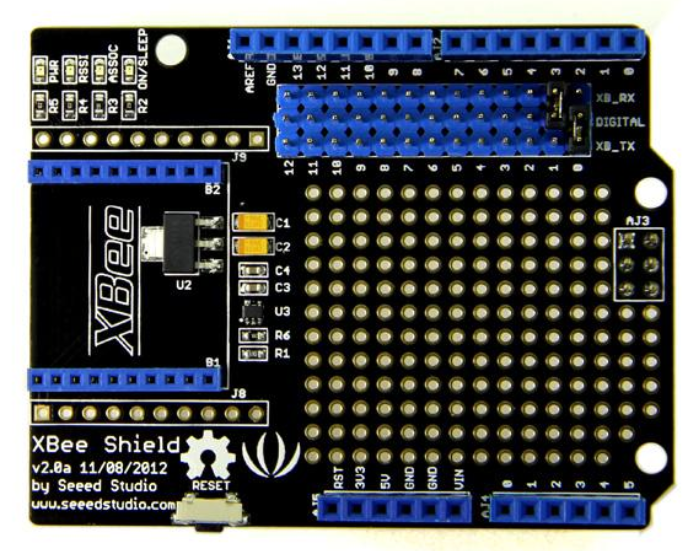 PWR
RSSI
ASSOC
ON/SLEEP
R5
R4
R3
R2
AREF
GND
13
12
11
10
9
8
AJ2
7
6
5
4
3
2
1
0
XB_RX
DIGITAL
XB_TX
J9
12
11
10
9
8
7
6
5
4
3
2
1
0
B2
XBee
U2
C1
C2
C4
C3
U3
R6
R1
AJ3
B1
J8
XBee Shield
v2.0a 11/08/2012
by Seeed Studio
www.seeedstudio.com
RESET
AJ5
RST
3V3
5V
GND
GND
VIN
AJ4
0
1
2
3
4
5